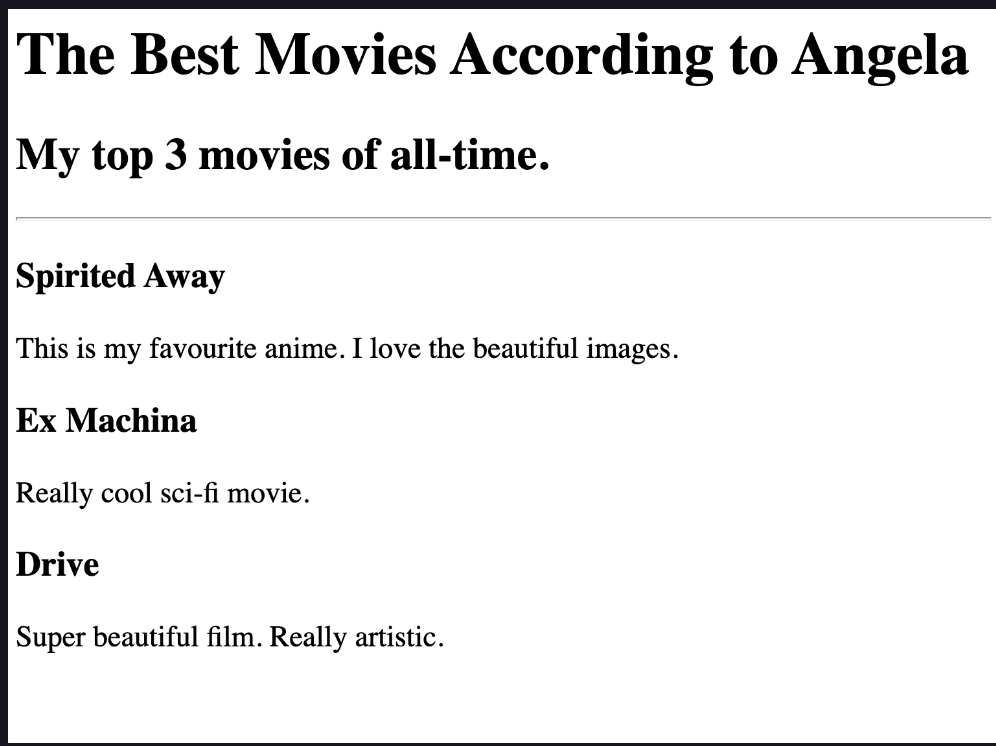 The Best Movies According to Angela
My top 3 movies of all-time.
Spirited Away
This is my favourite anime. I love the beautiful images.
Ex Machina
Really cool sci-fi movie.
Drive
Super beautiful film. Really artistic.